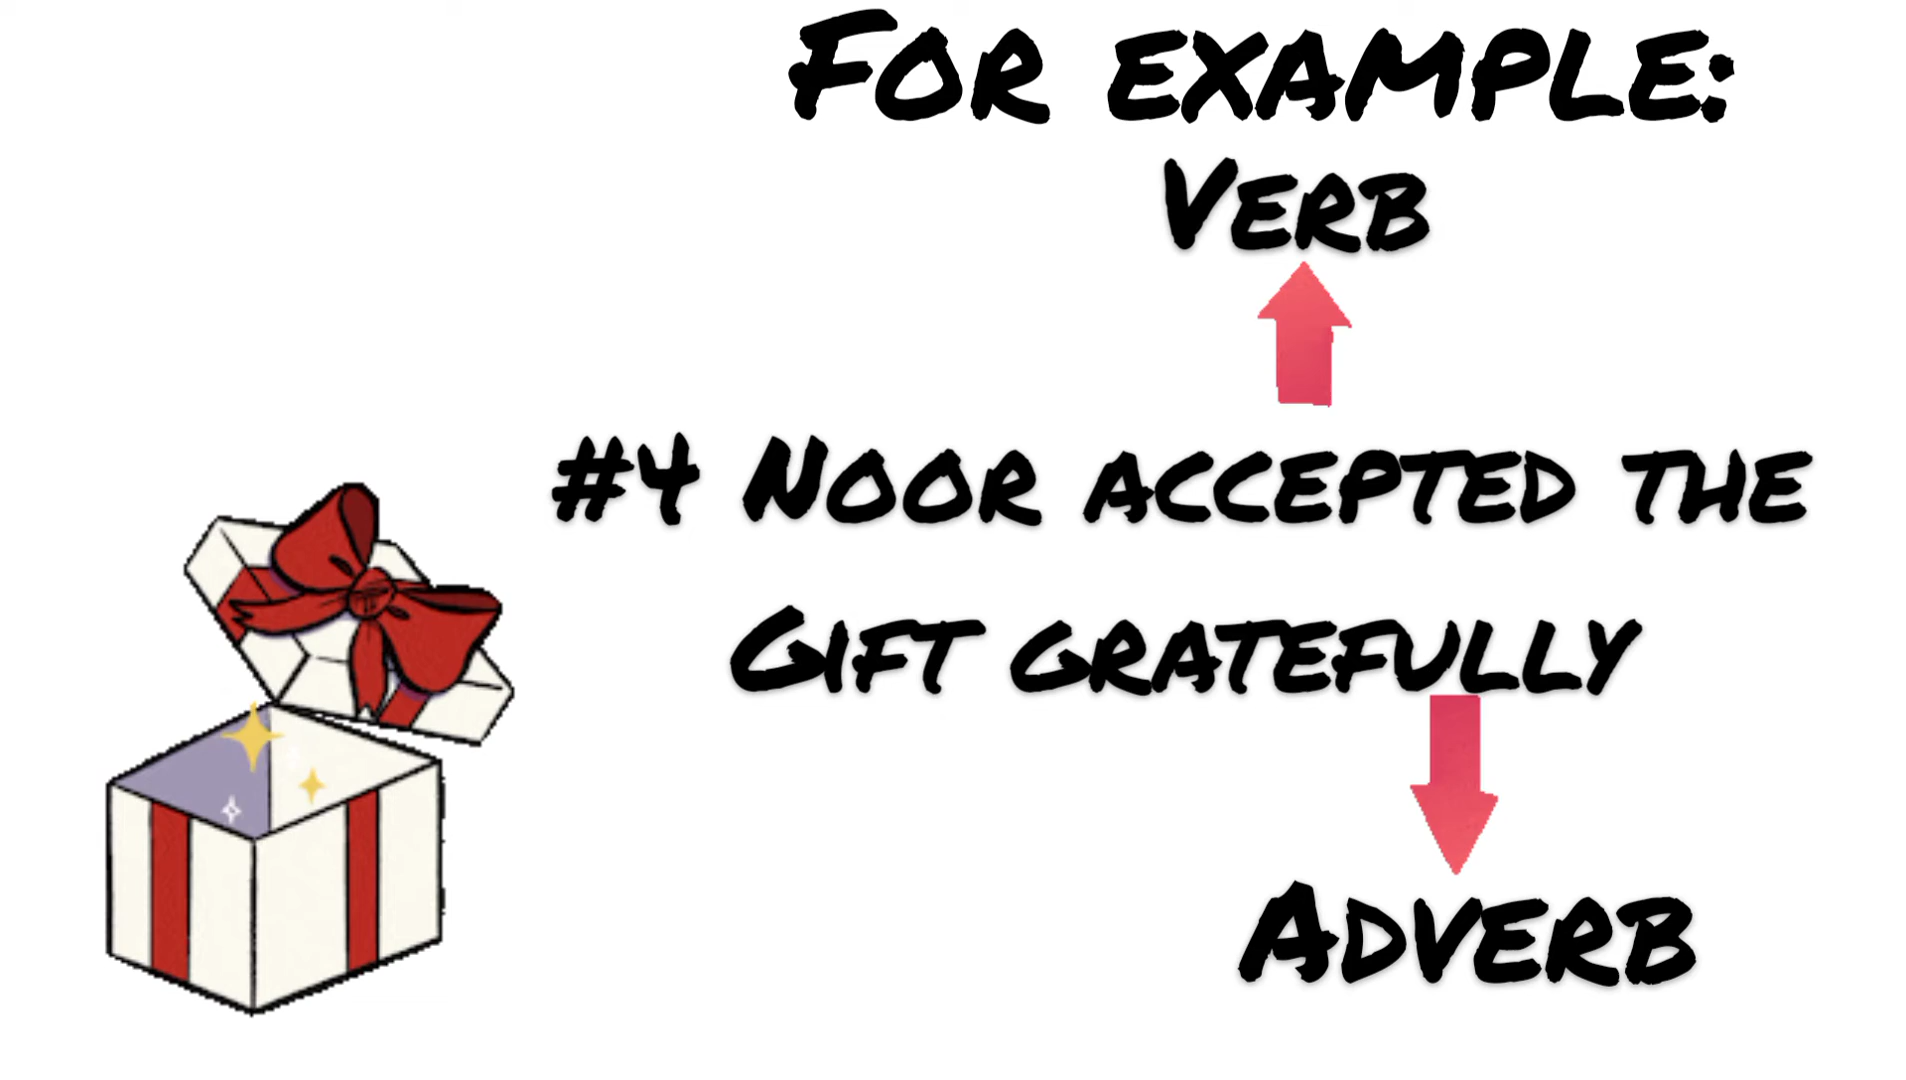 For example:
Verb
#4 Noor accepted the
Gift gratefully
Adverb